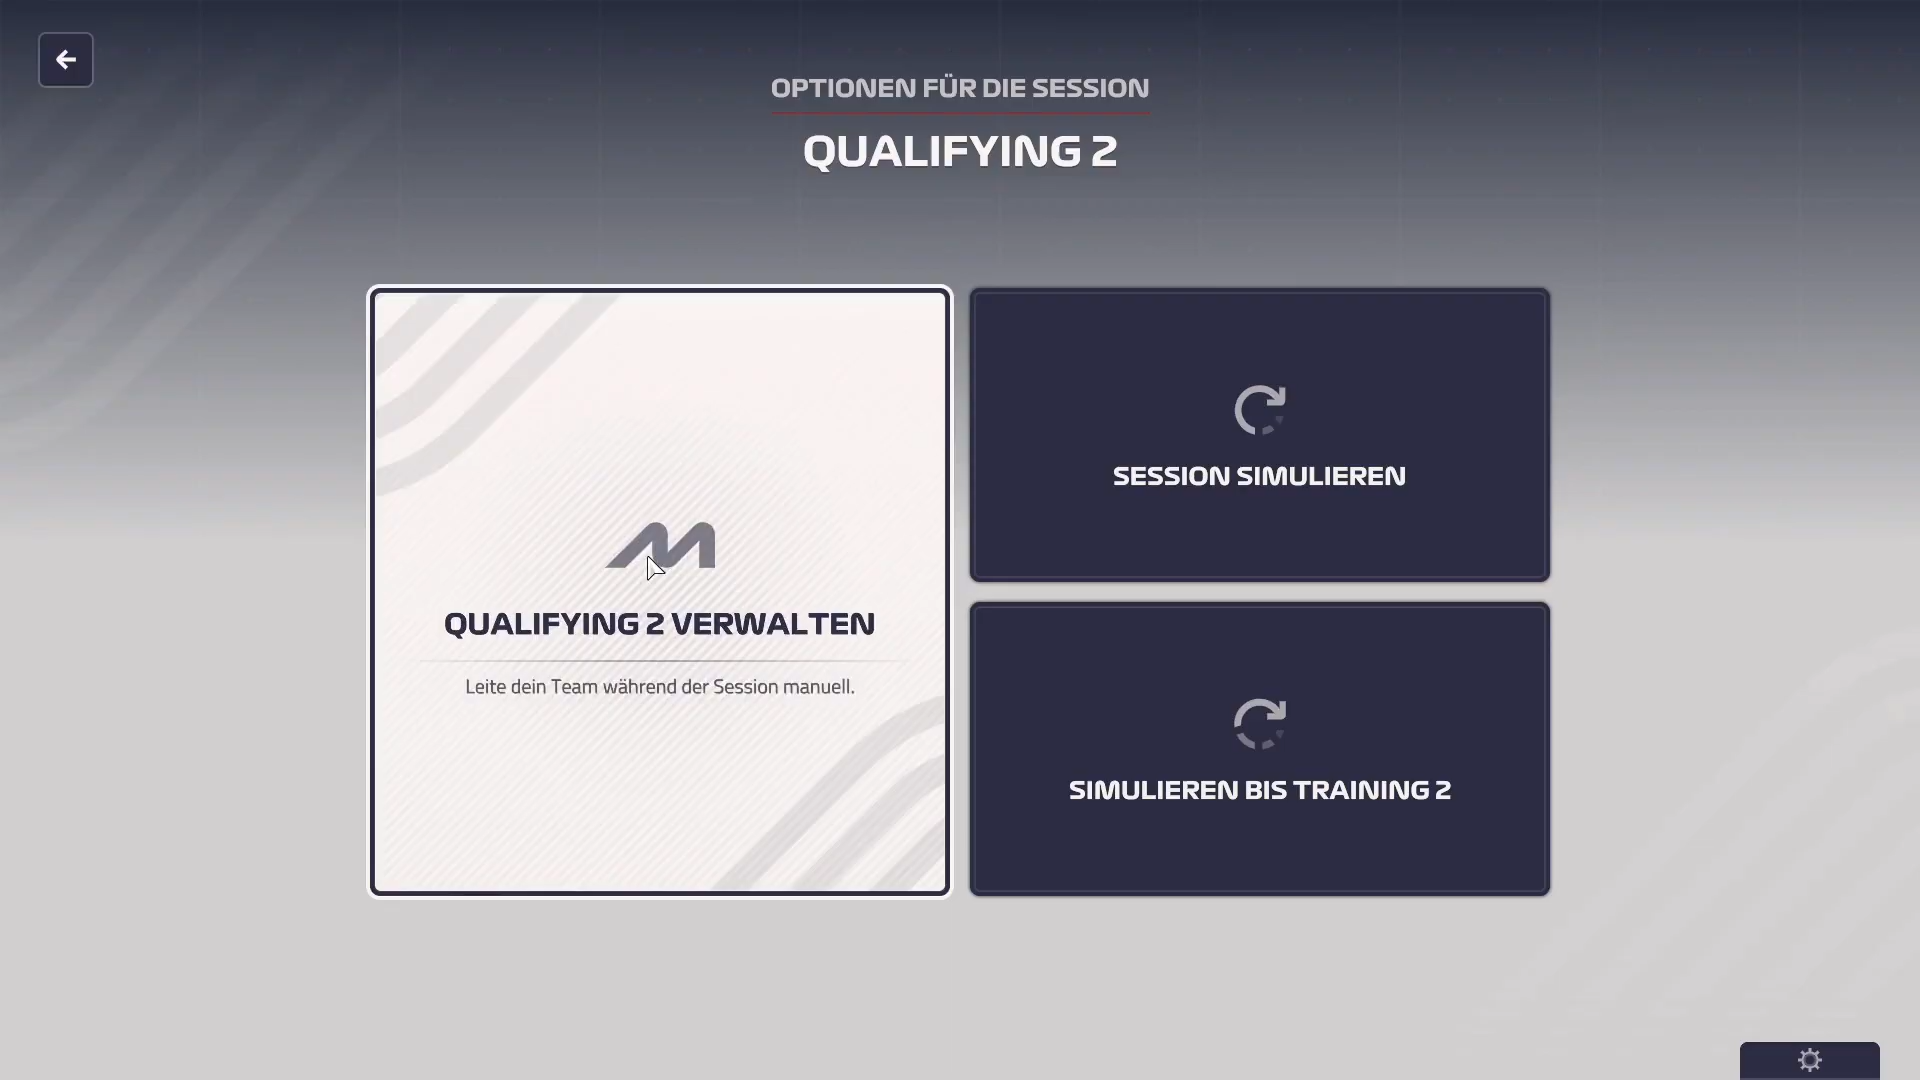 OPTIONEN FÜR DIE SESSION
QUALIFYING 2
QUALIFYING 2 VERWALTEN
Leite dein Team während der Session manuell.
SESSION SIMULIEREN
SIMULIEREN BIS TRAINING 2